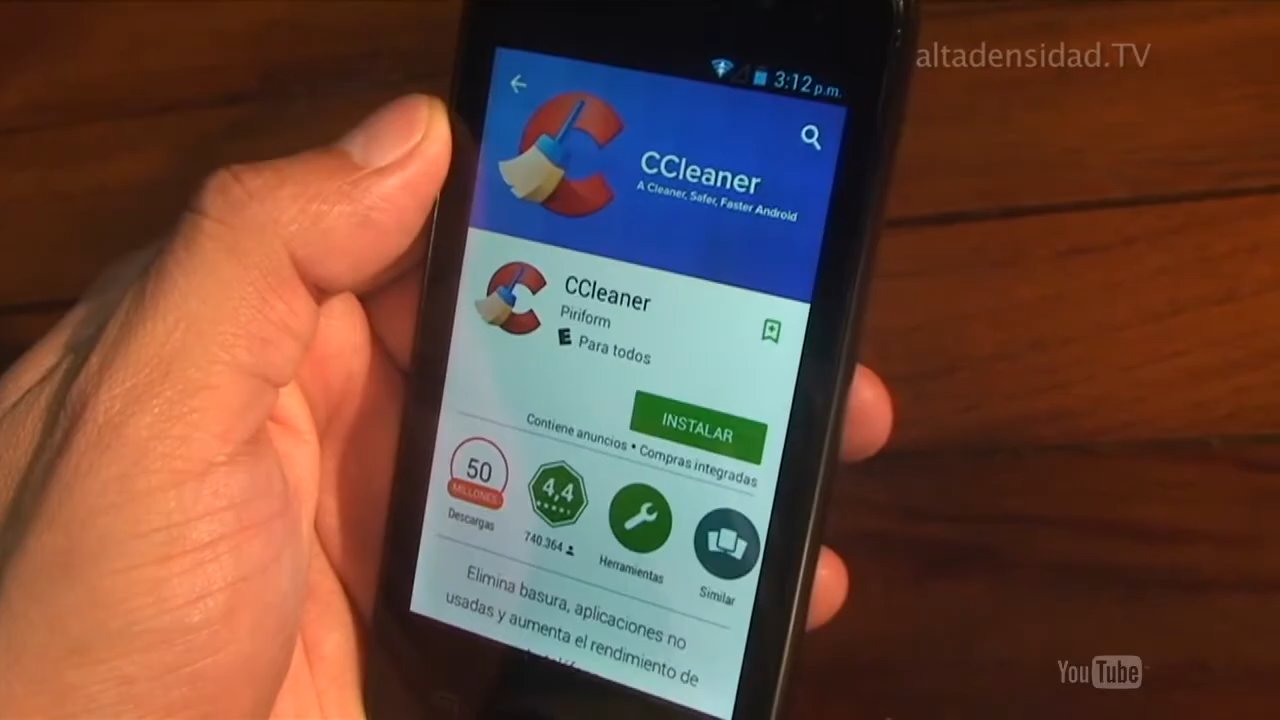 altadensidad.TV
3:12 p.m.
CCleaner
A Cleaner, Safer, Faster Android
CCleaner
Piriform
E Para todos
INSTALAR
Contiene anuncios • Compras integradas
50
MILLONES
Descargas
4,4
740.364
Herramientas
Similar
Elimina basura, aplicaciones no
usadas y aumenta el rendimiento de
YouTube